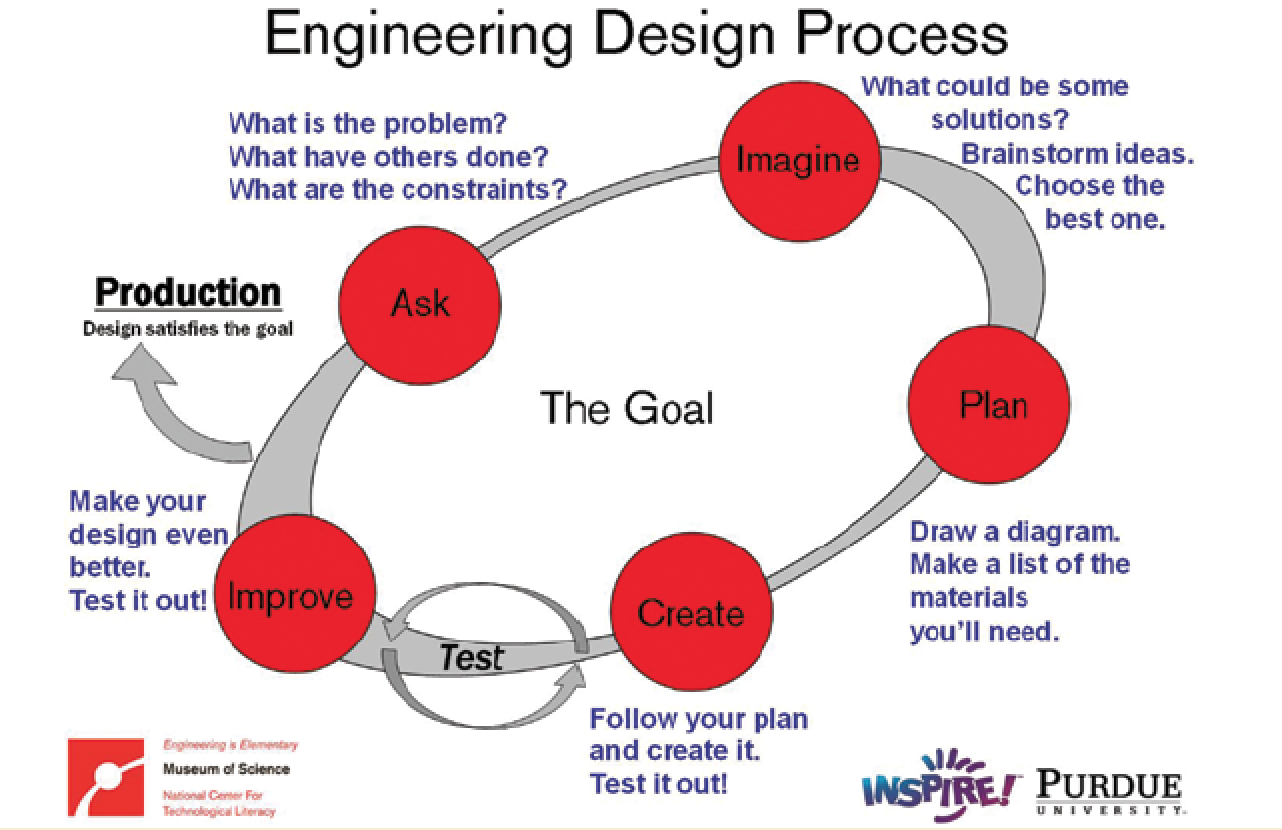 Engineering Design Process
What is the problem?
What have others done?
What are the constraints?
Imagine
What could be some
solutions?
Brainstorm ideas.
Choose the
best one.
Ask
Production
Design satisfies the goal
The Goal
Plan
Make your
design even
better.
Test it out!
Improve
Test
Create
Draw a diagram.
Make a list of the
materials
you'll need.
Follow your plan
and create it.
Test it out!
Engineering is Elementary
Museum of Science
National Center For
Technological Literacy
INSPIRE!
PURDUE
UNIVERSITY